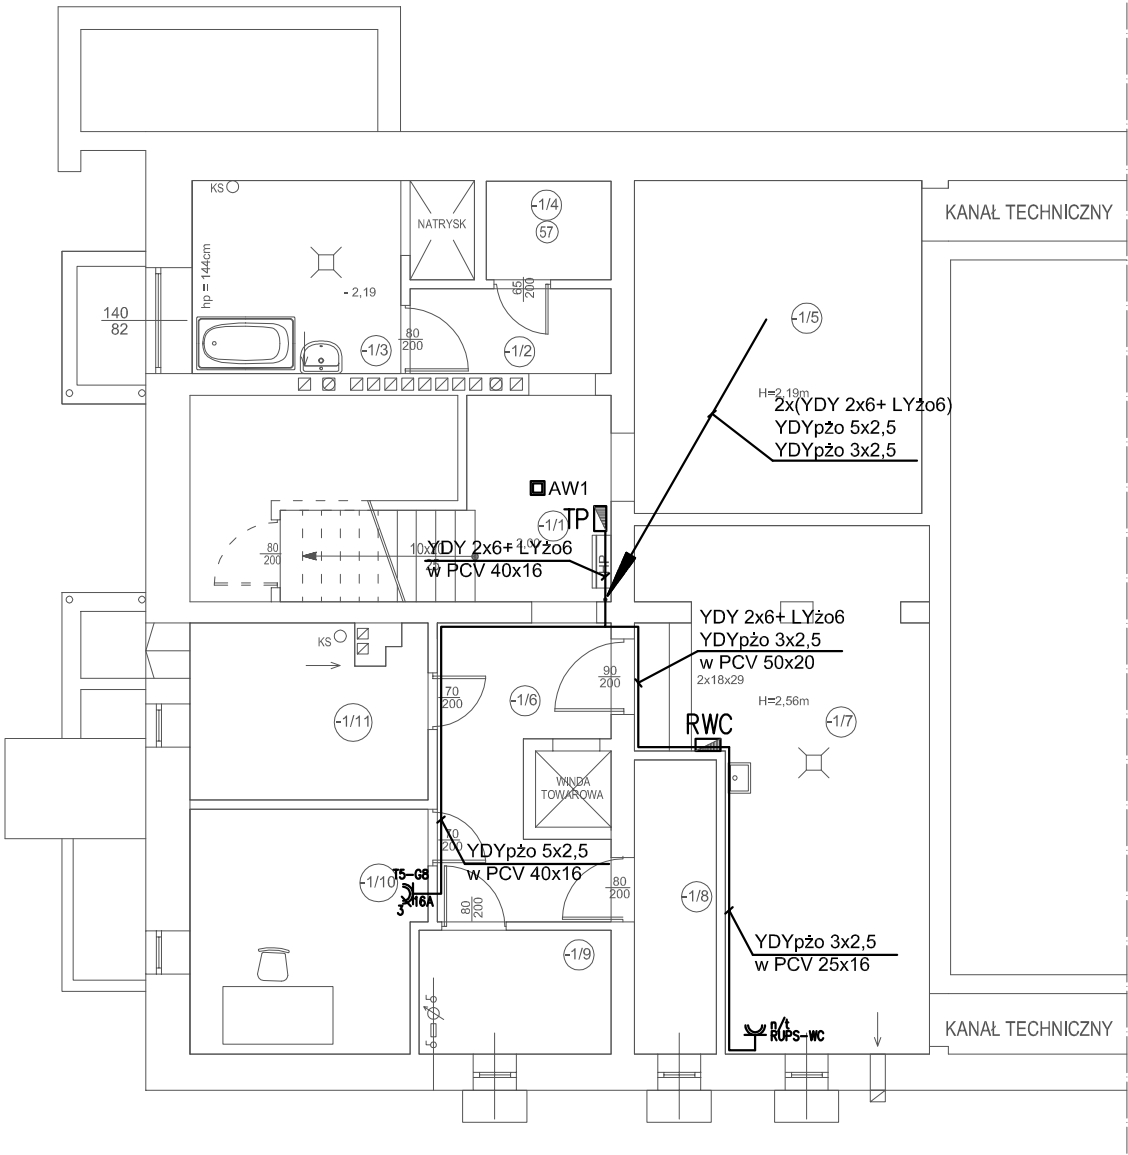 KS
NATRYSK
-1/4
57
KANAŁ TECHNICZNY
hp = 144cm
- 2,19
65
200
140
82
-1/3
80
200
-1/2
-1/5
H=2,19m
2x(YDY 2x6+ LYżo6)
YDYpżo 5x2,5
YDYpżo 3x2,5
AW1
TP
-1/1
80
200
YDY 2x6+ LYżo6
w PCV 40x16
KS
YDY 2x6+ LYżo6
YDYpżo 3x2,5
w PCV 50x20
2x18x29
90
200
70
200
-1/6
H=2,56m
-1/11
RWC
-1/7
WINDA
TOWAROWA
70
200
YDYpżo 5x2,5
w PCV 40x16
T5-G8
-1/10
16A
3
80
200
80
200
-1/8
YDYpżo 3x2,5
w PCV 25x16
-1/9
n/t
RUPS-WC
KANAŁ TECHNICZNY